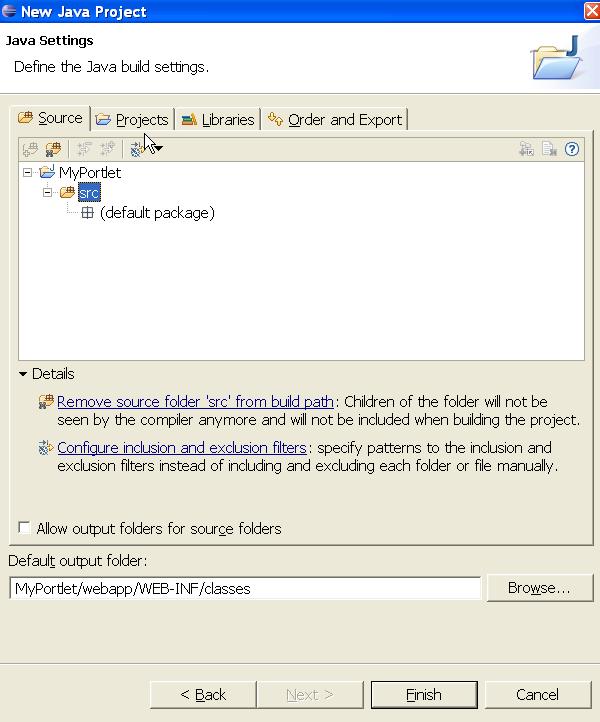 New Java Project
Java Settings
Define the Java build settings.
Source Projects Libraries Order and Export
MyPortlet
src
(default package)
Details
Remove source folder 'src' from build path: Children of the folder will not be
seen by the compiler anymore and will not be included when building the project.
Configure inclusion and exclusion filters: specify patterns to the inclusion and
exclusion filters instead of including and excluding each folder or file manually.
Allow output folders for source folders
Default output folder:
MyPortlet/webapp/WEB-INF/classes
Browse...
< Back Next > Finish Cancel